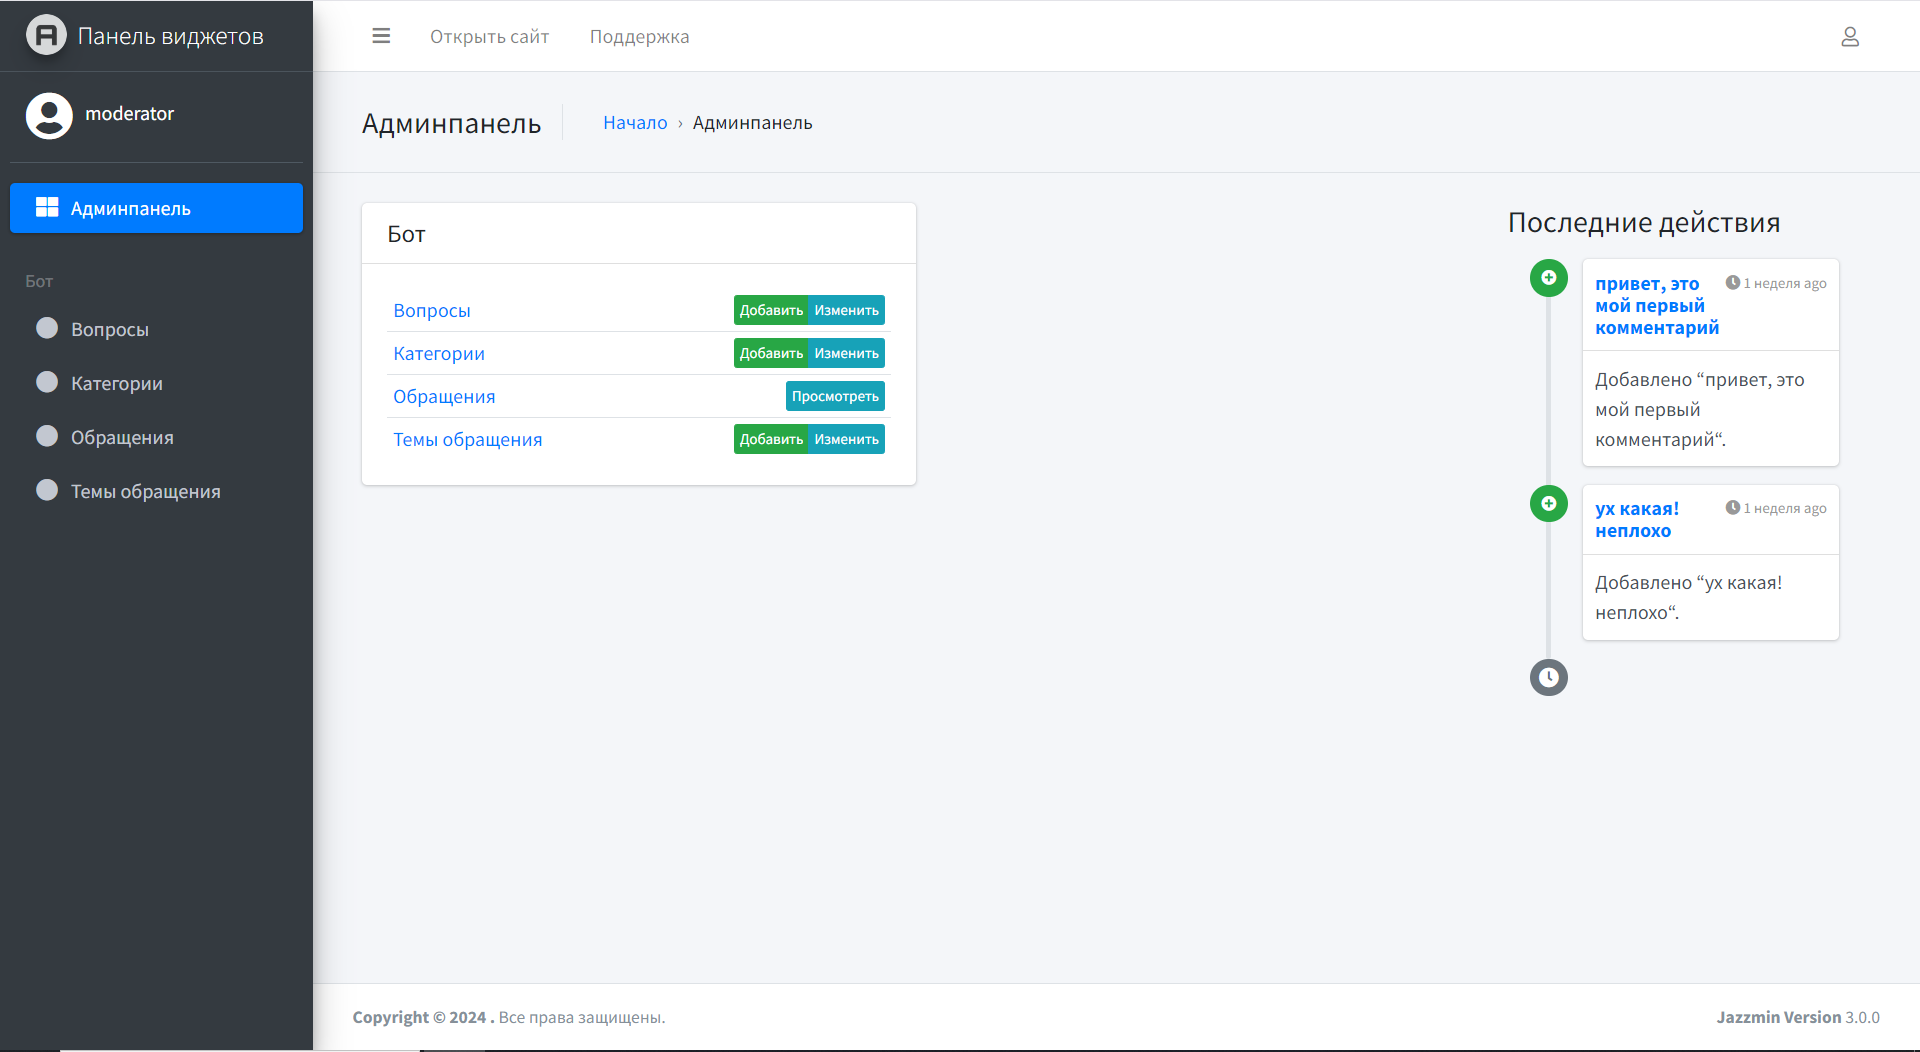 Панель виджетов
Открыть сайт
Поддержка
moderator
Админпанель
Бот
Вопросы
Категории
Обращения
Темы обращения
Админпанель
Начало › Админпанель
Бот
Вопросы Добавить Изменить
Категории Добавить Изменить
Обращения Просмотреть
Темы обращения Добавить Изменить
Последние действия
привет, это
мой первый
комментарий
1 неделя ago
Добавлено “привет, это
мой первый
комментарий“.
ух какая!
неплохо
1 неделя ago
Добавлено “ух какая!
неплохо“.
Copyright © 2024 . Все права защищены.
Jazzmin Version 3.0.0